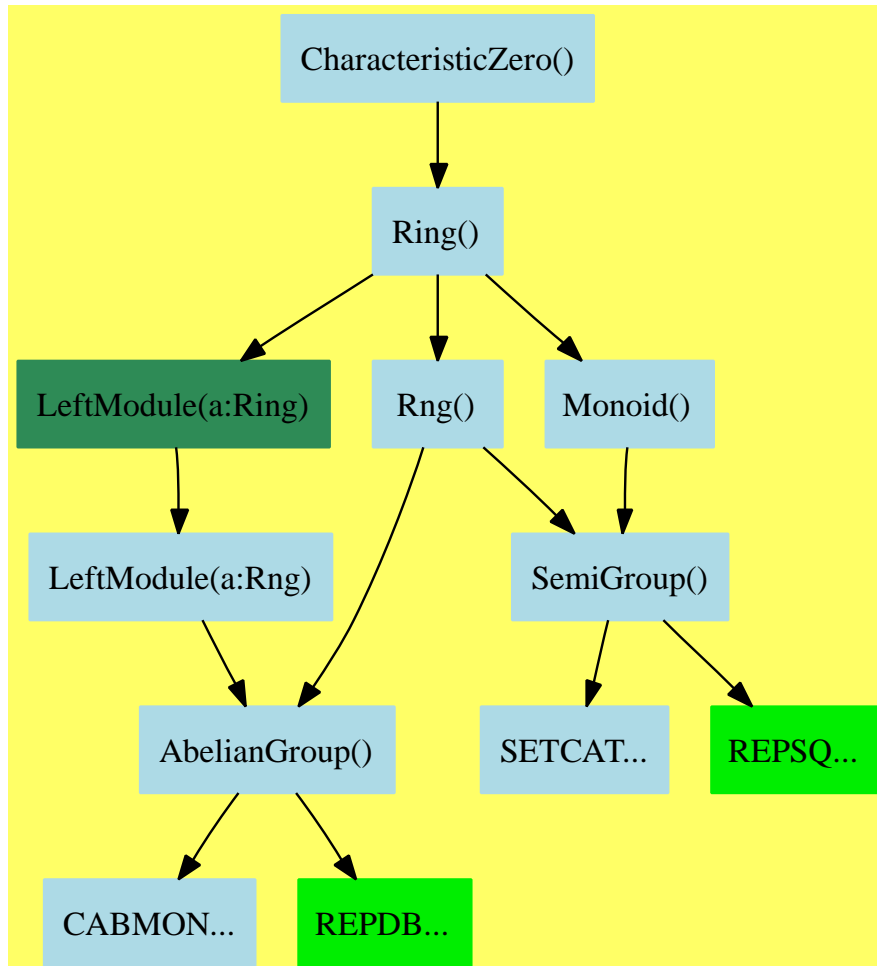 CharacteristicZero()
Ring()
LeftModule(a:Ring)
Rng()
Monoid()
LeftModule(a:Rng)
SemiGroup()
AbelianGroup()
SETCAT...
REPSQ...
CABMON...
REPDB...